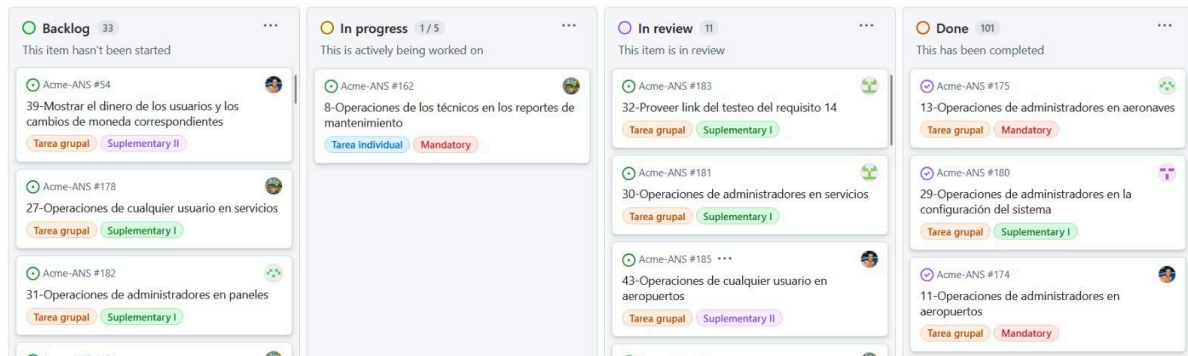 Backlog 33 ...
This item hasn't been started
Acme-ANS #54
39-Mostrar el dinero de los usuarios y los
cambios de moneda correspondientes
Tarea grupal Suplementary II
Acme-ANS #178
27-Operaciones de cualquier usuario en servicios
Tarea grupal Suplementary I
Acme-ANS #182
31-Operaciones de administradores en paneles
Tarea grupal Suplementary I
In progress 1 / 5 ...
This is actively being worked on
Acme-ANS #162
8-Operaciones de los técnicos en los reportes de
mantenimiento
Tarea individual Mandatory
In review 11 ...
This item is in review
Acme-ANS #183
32-Proveer link del testeo del requisito 14
Tarea grupal Suplementary I
Acme-ANS #181
30-Operaciones de administradores en servicios
Tarea grupal Suplementary I
Acme-ANS #185 ...
43-Operaciones de cualquier usuario en
aeropuertos
Tarea grupal Suplementary II
Done 101 ...
This has been completed
Acme-ANS #175
13-Operaciones de administradores en aeronaves
Tarea grupal Mandatory
Acme-ANS #180
29-Operaciones de administradores en la
configuración del sistema
Tarea grupal Suplementary I
Acme-ANS #174
11-Operaciones de administradores en
aeropuertos
Tarea grupal Mandatory